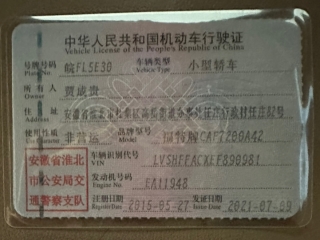 中华人民共和国机动车行驶证
Vehicle License of the People's Republic of China
号牌号码 皖FL5E30 车辆类型 小型轿车
Plate No. Vehicle Type
所有人 贾成贵
Owner
住址
Address
使用性质 非营运 品牌型号 福特牌CAF7200A42
安徽省淮北 车辆识别代号 LVSHFFACXEF890981
VIN
市公安局交 发动机号码 EA11948
Engine No.
通警察支队 注册日期 2015-05-27 发证日期 2021-07-09
Register Date Issue Date